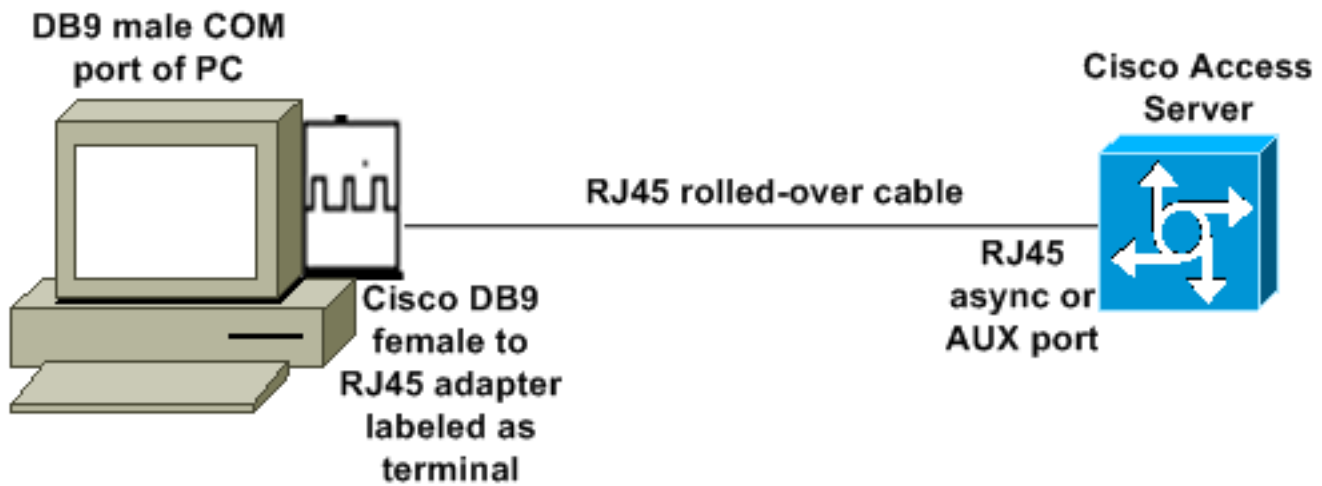 DB9 male COM
port of PC
Cisco Access
Server
RJ45 rolled-over cable
RJ45
async or
AUX port
Cisco DB9
female to
RJ45 adapter
labeled as
terminal